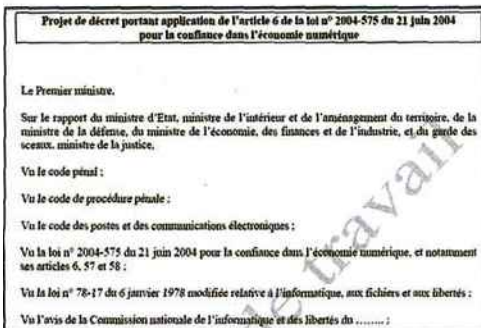 Projet de décret portant application de l'article 6 de la loi n° 2004-575 du 21 juin 2004
pour la confiance dans l'économie numérique
Le Premier ministre,
Sur le rapport du ministre d'Etat, ministre de l'intérieur et de l'aménagement du territoire, de la
ministre de la défense, du ministre de l'économie, des finances et de l'industrie, et du garde des
sceaux, ministre de la justice,
Vu le code pénal ;
Vu le code de procédure pénale ;
Vu le code des postes et des communications électroniques ;
Vu la loi n° 2004-575 du 21 juin 2004 pour la confiance dans l'économie numérique, et notamment
ses articles 6, 57 et 58 ;
Vu la loi n° 78-17 du 6 janvier 1978 modifiée relative à l'informatique, aux fichiers et aux libertés ;
Vu l'avis de la Commission nationale de l'informatique et des libertés du ........ ;
de travail